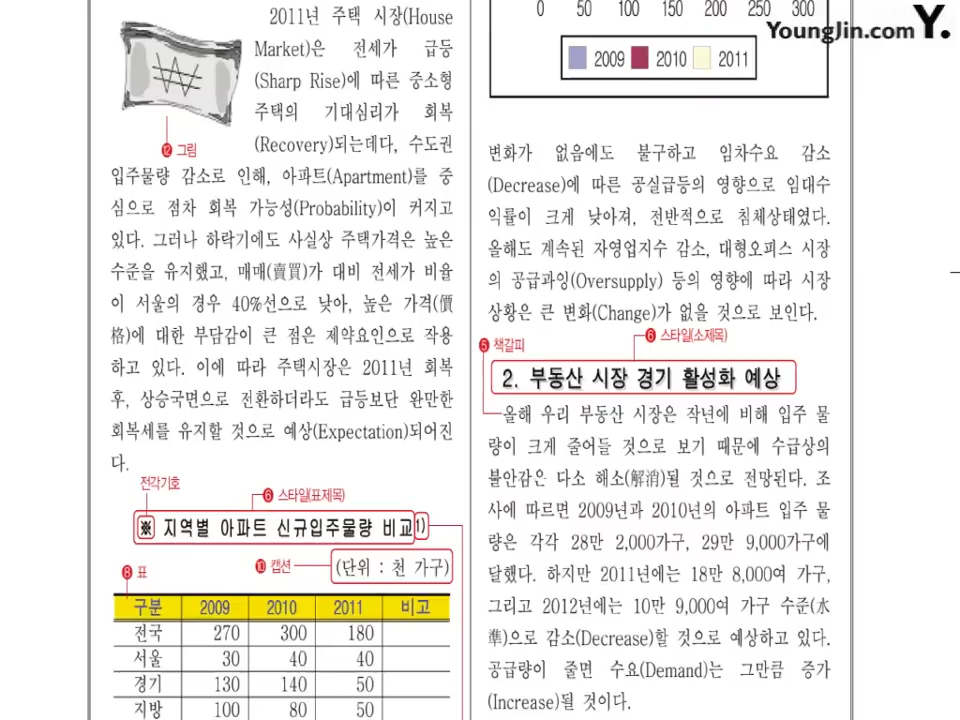 2011년 주택 시장(House
Market)은 전세가 급등
(Sharp Rise)에 따른 중소형
주택의 기대심리가 회복
(Recovery)되는데다, 수도권
⑫ 그림
입주물량 감소로 인해, 아파트(Apartment)를 중
심으로 점차 회복 가능성(Probability)이 커지고
있다. 그러나 하락기에도 사실상 주택가격은 높은
수준을 유지했고, 매매(賣買)가 대비 전세가 비율
이 서울의 경우 40%선으로 낮아, 높은 가격(價
格)에 대한 부담감이 큰 점은 제약요인으로 작용
하고 있다. 이에 따라 주택시장은 2011년 회복
후, 상승국면으로 전환하더라도 급등보단 완만한
회복세를 유지할 것으로 예상(Expectation)되어진
다.
전각기호
⑥ 스타일(표제목)
※ 지역별 아파트 신규입주물량 비교1)
⑧ 표
⑩ 캡션
(단위 : 천 가구)
구분 2009 2010 2011 비고
전국 270 300 180
서울 30 40 40
경기 130 140 50
지방 100 80 50
0 50 100 150 200 250 300
YoungJin.com Y.
2009 2010 2011
변화가 없음에도 불구하고 임차수요 감소
(Decrease)에 따른 공실급등의 영향으로 임대수
익률이 크게 낮아져, 전반적으로 침체상태였다.
올해도 계속된 자영업지수 감소, 대형오피스 시장
의 공급과잉(Oversupply) 등의 영향에 따라 시장
상황은 큰 변화(Change)가 없을 것으로 보인다.
⑤ 책갈피
⑥ 스타일(소제목)
2. 부동산 시장 경기 활성화 예상
올해 우리 부동산 시장은 작년에 비해 입주 물
량이 크게 줄어들 것으로 보기 때문에 수급상의
불안감은 다소 해소(解消)될 것으로 전망된다. 조
사에 따르면 2009년과 2010년의 아파트 입주 물
량은 각각 28만 2,000가구, 29만 9,000가구에
달했다. 하지만 2011년에는 18만 8,000여 가구,
그리고 2012년에는 10만 9,000여 가구 수준(水
準)으로 감소(Decrease)할 것으로 예상하고 있다.
공급량이 줄면 수요(Demand)는 그만큼 증가
(Increase)될 것이다.